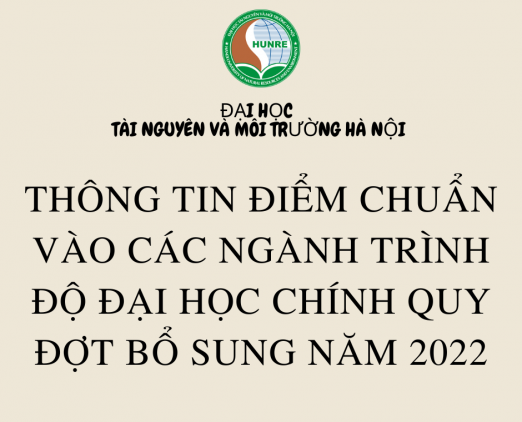 HUNRE
ĐẠI HỌC
TÀI NGUYÊN VÀ MÔI TRƯỜNG HÀ NỘI
THÔNG TIN ĐIỂM CHUẨN
VÀO CÁC NGÀNH TRÌNH
ĐỘ ĐẠI HỌC CHÍNH QUY
ĐỢT BỔ SUNG NĂM 2022